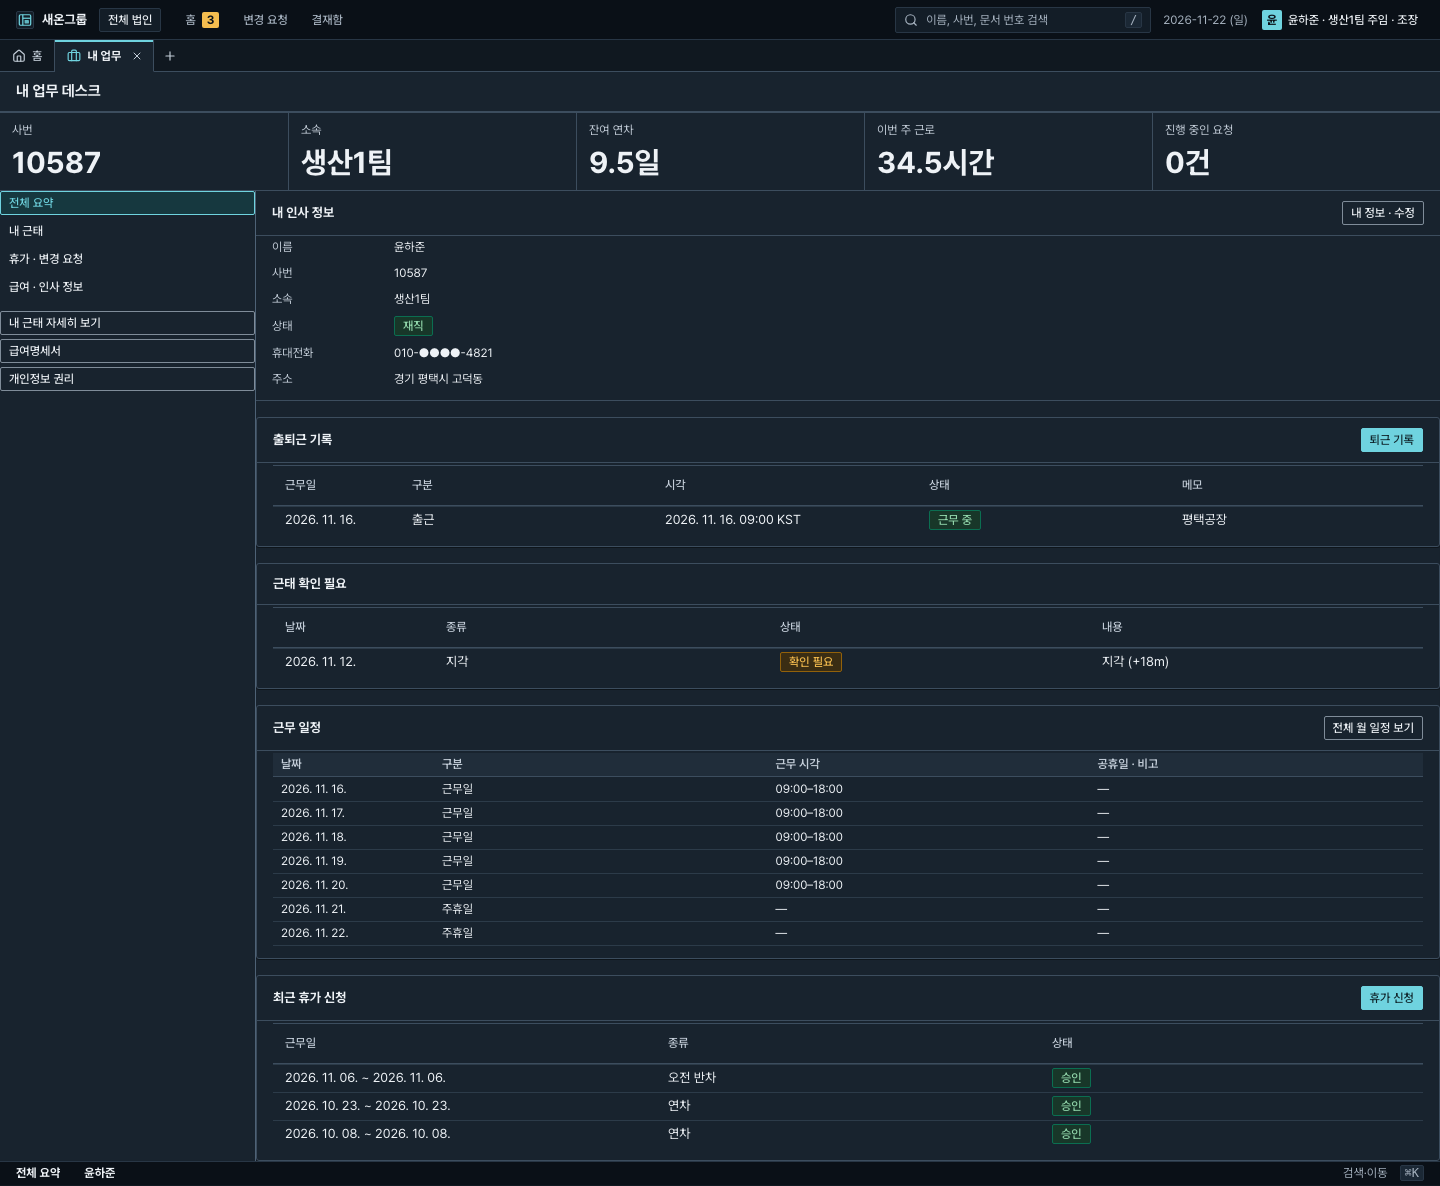 새온그룹 전체 법인 홈 3 변경 요청 결재함 이름, 사번, 문서 번호 검색 / 2026-11-22 (일) 윤 윤하준 · 생산1팀 주임 · 조장
홈 내 업무
내 업무 데스크
사번 소속 잔여 연차 이번 주 근로 진행 중인 요청
10587 생산1팀 9.5일 34.5시간 0건
전체 요약
내 근태
휴가 · 변경 요청
급여 · 인사 정보
내 근태 자세히 보기
급여명세서
개인정보 권리
내 인사 정보 내 정보 · 수정
이름 윤하준
사번 10587
소속 생산1팀
상태 재직
휴대전화 010-●●●●-4821
주소 경기 평택시 고덕동
출퇴근 기록 퇴근 기록
근무일 구분 시각 상태 메모
2026. 11. 16. 출근 2026. 11. 16. 09:00 KST 근무 중 평택공장
근태 확인 필요
날짜 종류 상태 내용
2026. 11. 12. 지각 확인 필요 지각 (+18m)
근무 일정 전체 월 일정 보기
날짜 구분 근무 시각 공휴일 · 비고
2026. 11. 16. 근무일 09:00–18:00 —
2026. 11. 17. 근무일 09:00–18:00 —
2026. 11. 18. 근무일 09:00–18:00 —
2026. 11. 19. 근무일 09:00–18:00 —
2026. 11. 20. 근무일 09:00–18:00 —
2026. 11. 21. 주휴일 — —
2026. 11. 22. 주휴일 — —
최근 휴가 신청 휴가 신청
근무일 종류 상태
2026. 11. 06. ~ 2026. 11. 06. 오전 반차 승인
2026. 10. 23. ~ 2026. 10. 23. 연차 승인
2026. 10. 08. ~ 2026. 10. 08. 연차 승인
전체 요약 윤하준 검색·이동 ⌘K